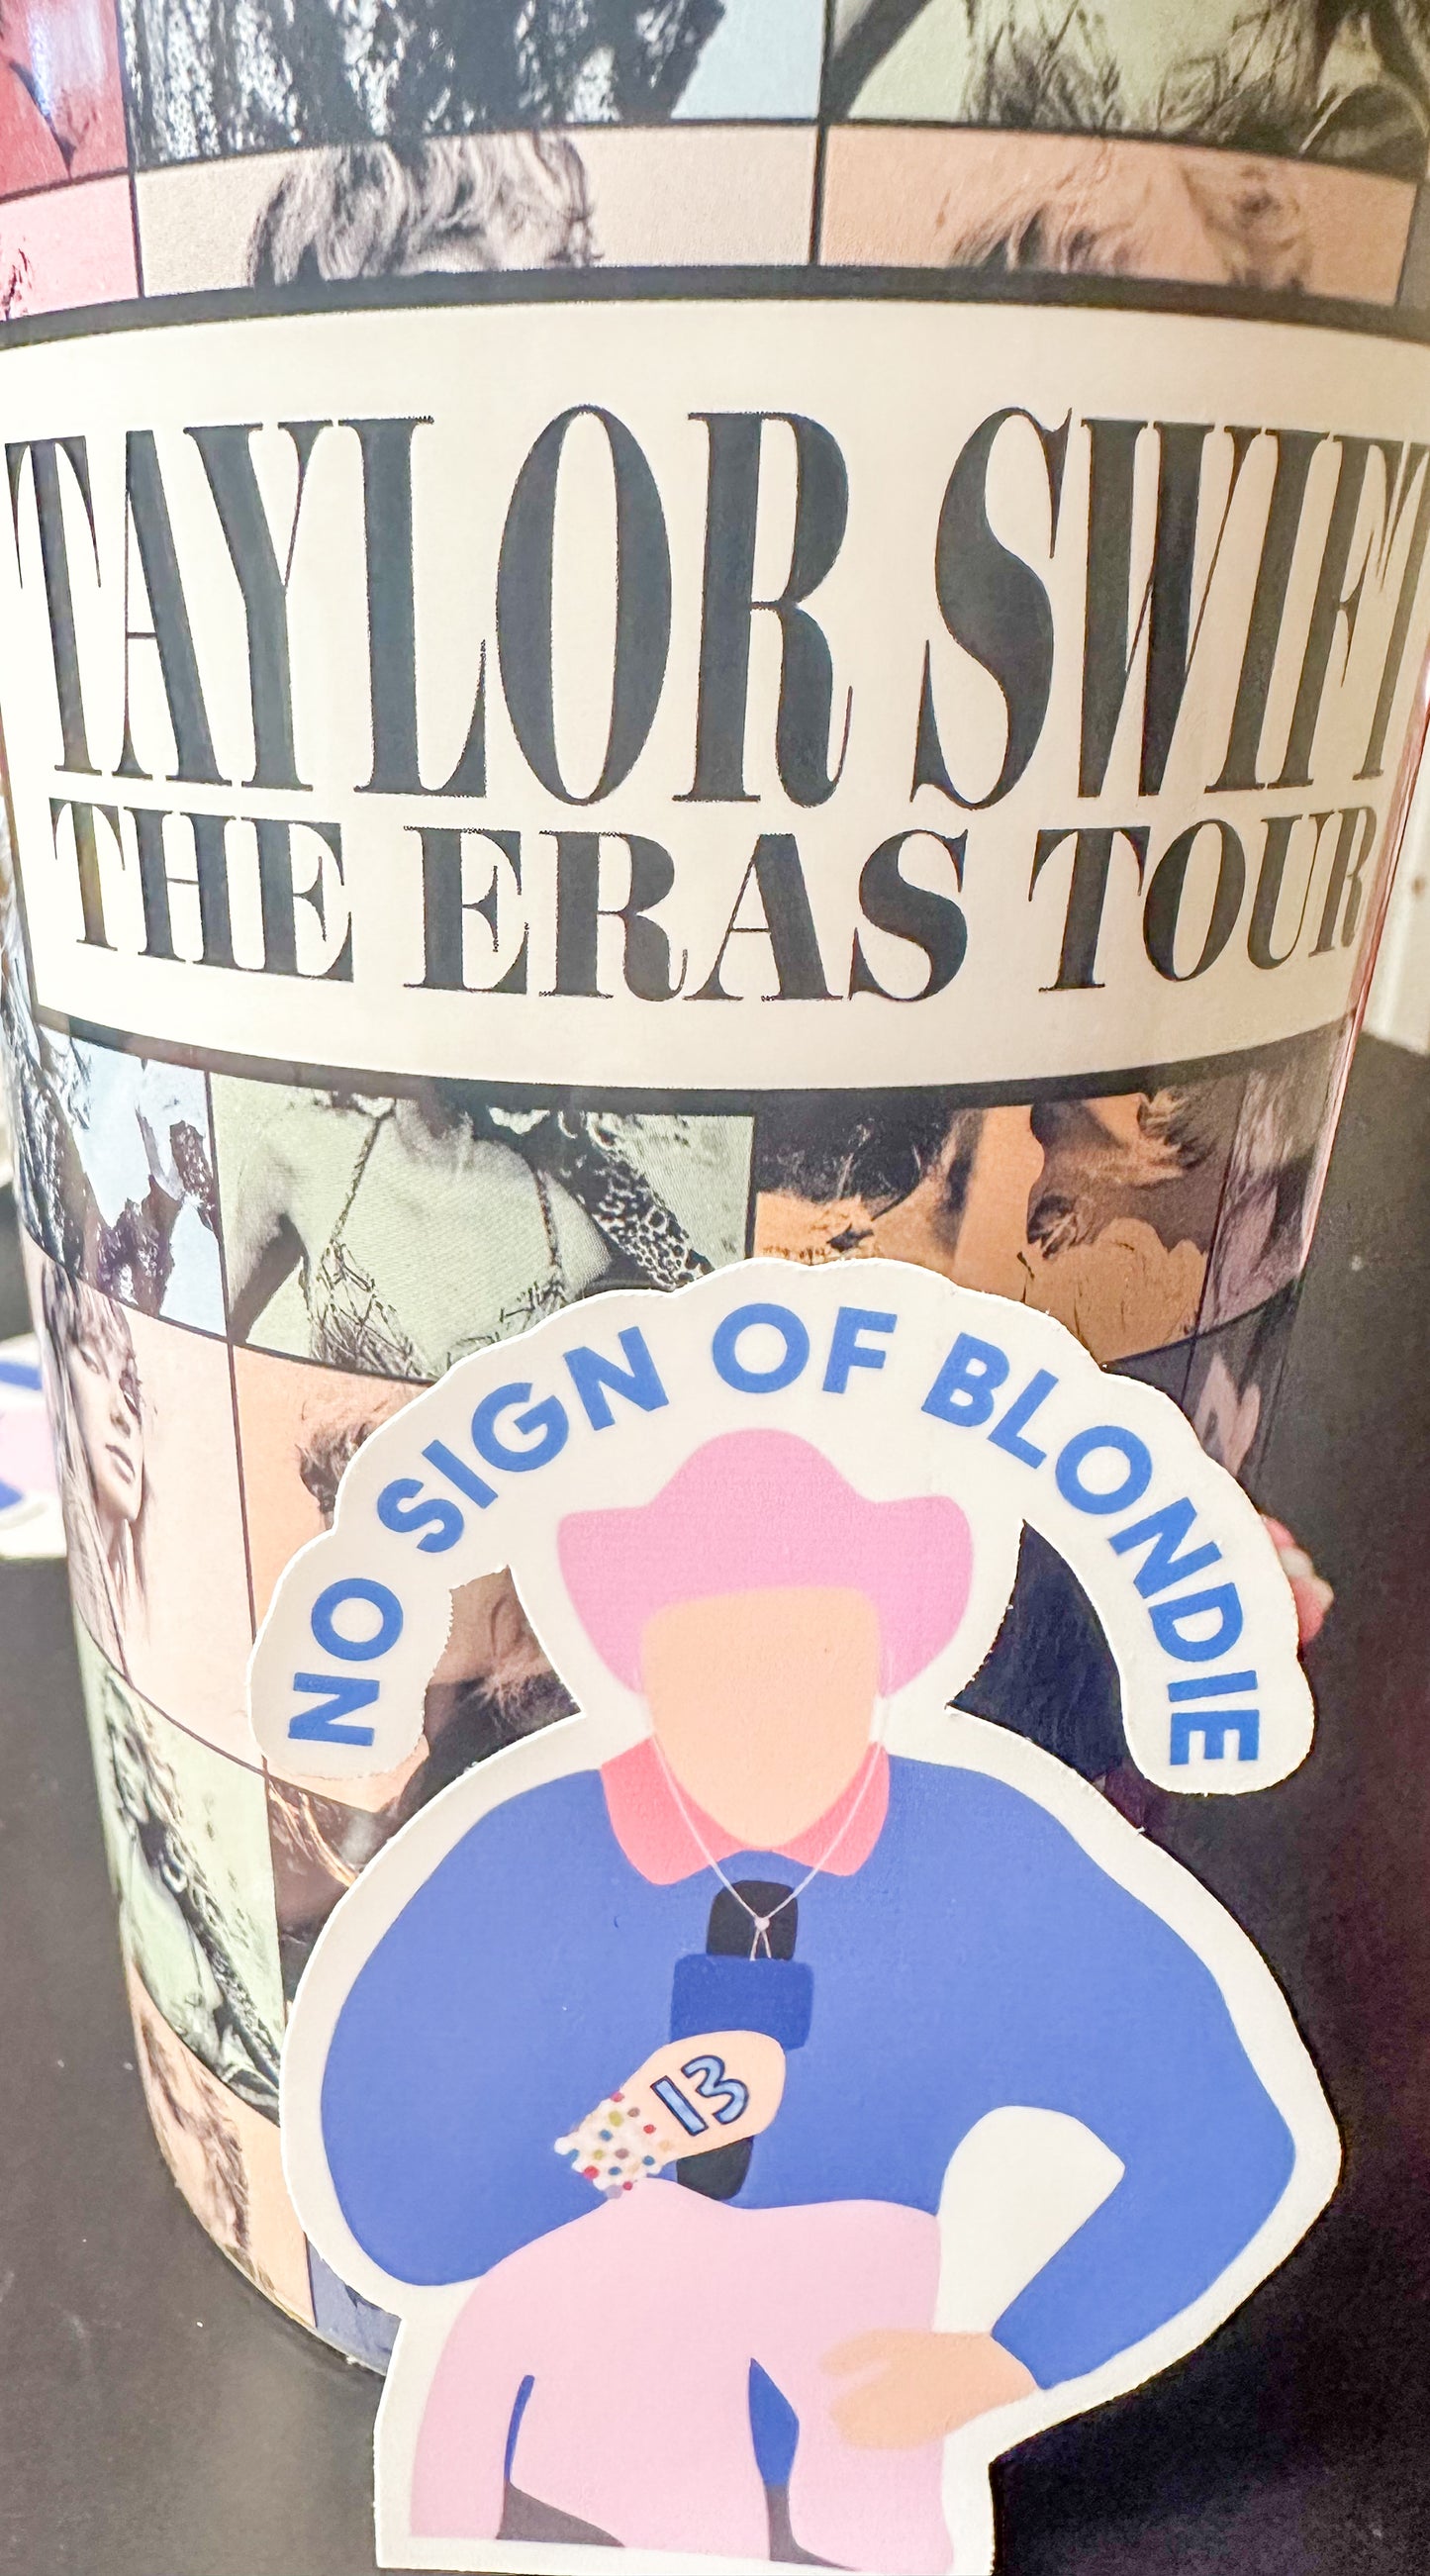 TAYLOR SWIFT
THE ERAS TOUR
NO SIGN OF BLONDIE
13